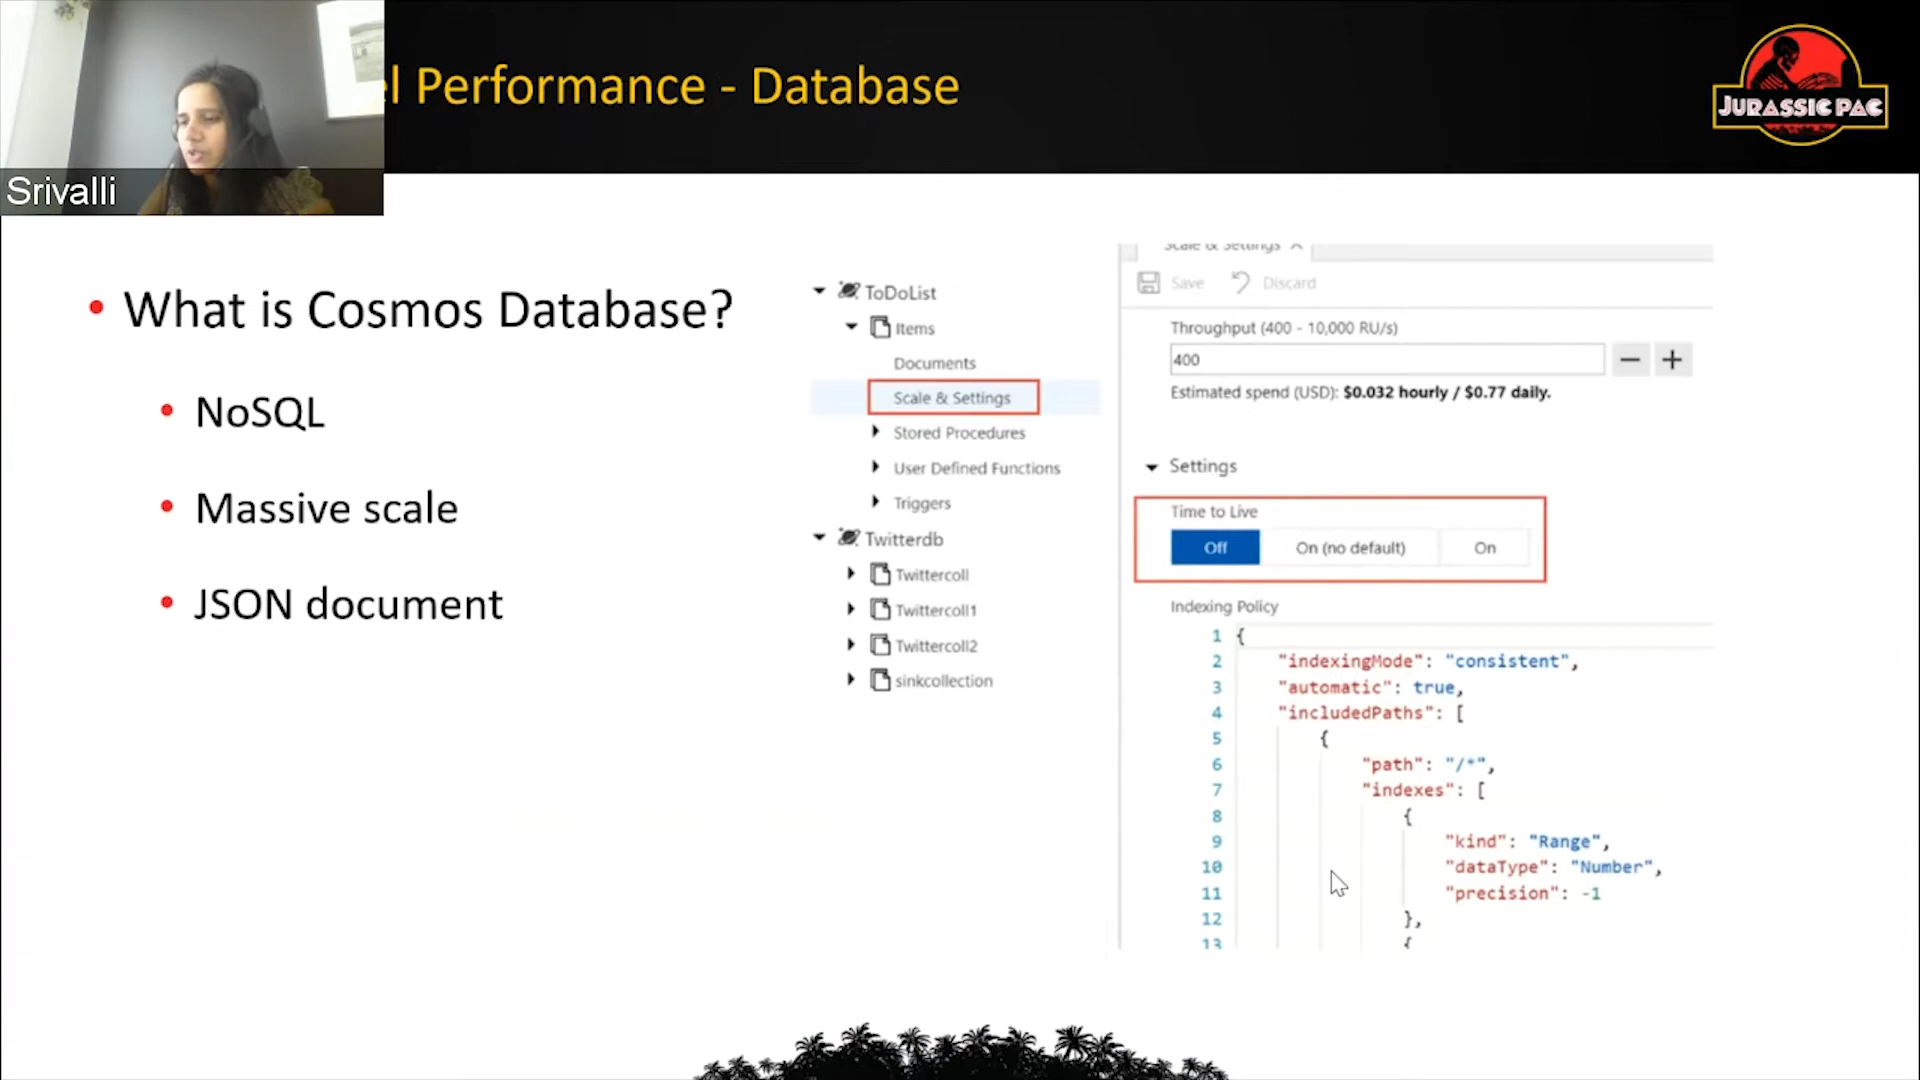 l Performance - Database
JURASSIC PAC
Srivalli
• What is Cosmos Database?
• NoSQL
• Massive scale
• JSON document
ToDoList
Items
Documents
Scale & Settings
Stored Procedures
User Defined Functions
Triggers
Twitterdb
Twittercoll
Twittercoll1
Twittercoll2
sinkcollection
Scale & Settings
Save Discard
Throughput (400 - 10,000 RU/s)
400
Estimated spend (USD): $0.032 hourly / $0.77 daily.
Settings
Time to Live
Off On (no default) On
Indexing Policy
1 {
2 "indexingMode": "consistent",
3 "automatic": true,
4 "includedPaths": [
5 {
6 "path": "/*",
7 "indexes": [
8 {
9 "kind": "Range",
10 "dataType": "Number",
11 "precision": -1
12 },
13 {